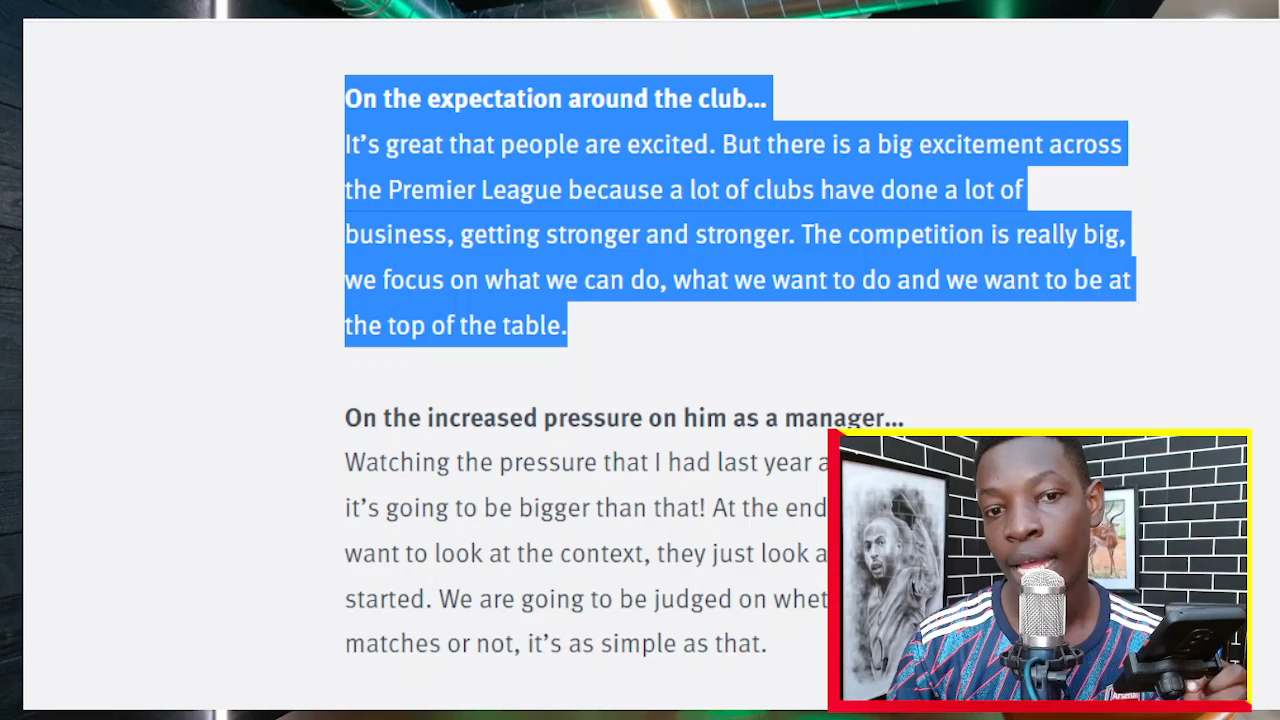 On the expectation around the club...
It’s great that people are excited. But there is a big excitement across
the Premier League because a lot of clubs have done a lot of
business, getting stronger and stronger. The competition is really big,
we focus on what we can do, what we want to do and we want to be at
the top of the table.
On the increased pressure on him as a manager...
Watching the pressure that I had last year
it’s going to be bigger than that! At the end
want to look at the context, they just look
started. We are going to be judged on
matches or not, it’s as simple as that.
Arsenal